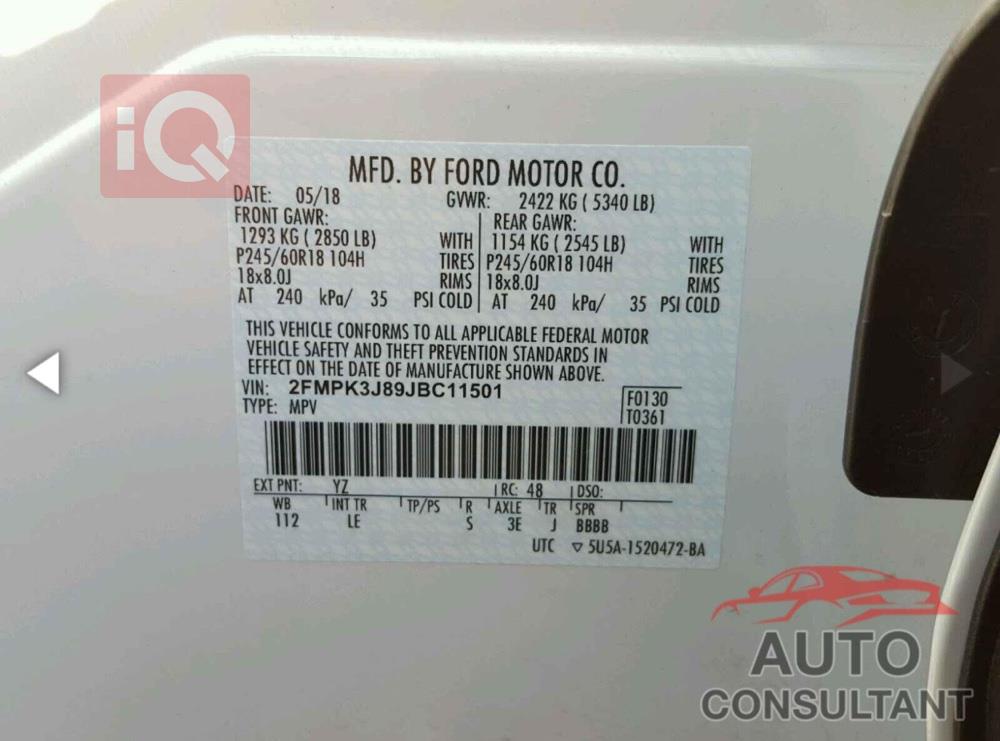 iQ
MFD. BY FORD MOTOR CO.
DATE: 05/18 GVWR: 2422 KG ( 5340 LB)
FRONT GAWR: REAR GAWR:
1293 KG ( 2850 LB) WITH 1154 KG ( 2545 LB) WITH
P245/60R18 104H TIRES P245/60R18 104H TIRES
18x8.0J RIMS 18x8.0J RIMS
AT 240 kPa/ 35 PSI COLD AT 240 kPa/ 35 PSI COLD
THIS VEHICLE CONFORMS TO ALL APPLICABLE FEDERAL MOTOR
VEHICLE SAFETY AND THEFT PREVENTION STANDARDS IN
EFFECT ON THE DATE OF MANUFACTURE SHOWN ABOVE.
VIN: 2FMPK3J89JBC11501 F0130
TYPE: MPV T0361
EXT PNT: YZ RC: 48 DSO:
WB INT TR TP/PS R AXLE TR SPR
112 LE S 3E J BBBB
UTC ▽ 5U5A-1520472-BA
AUTO
CONSULTANT